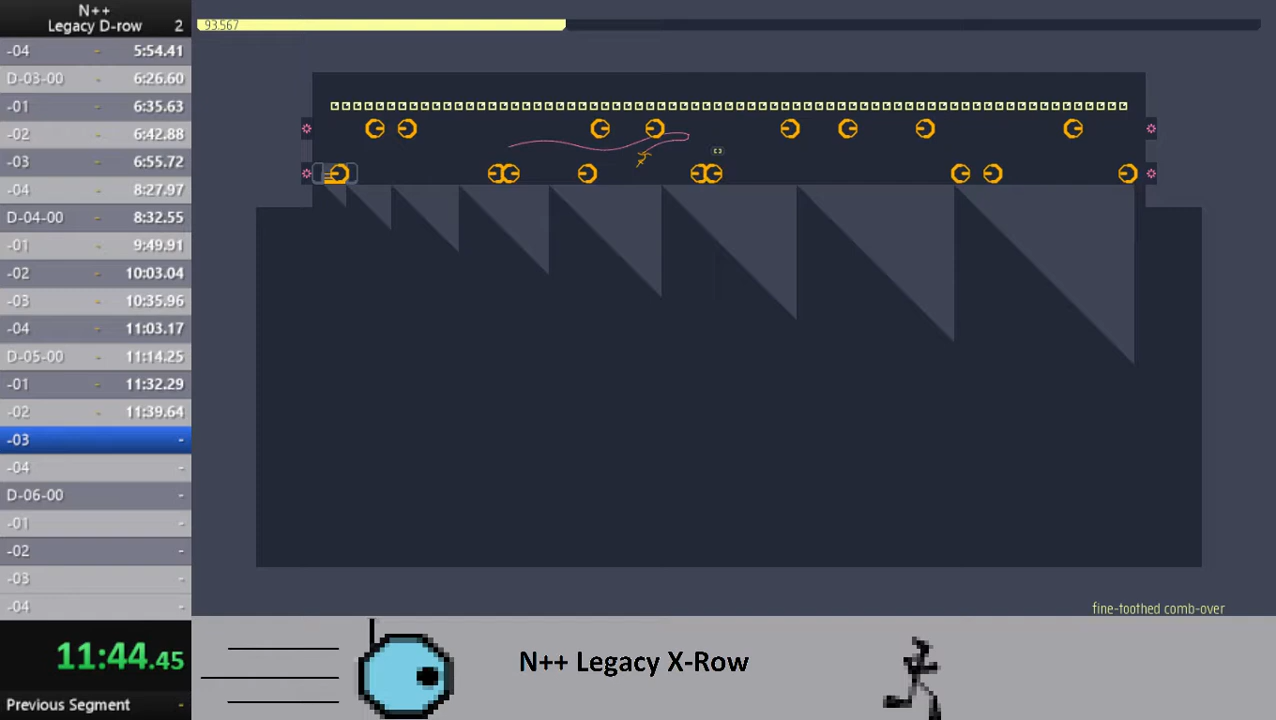 N++
Legacy D-row 2
-04 - 5:54.41
D-03-00 - 6:26.60
-01 - 6:35.63
-02 - 6:42.88
-03 - 6:55.72
-04 - 8:27.97
D-04-00 - 8:32.55
-01 - 9:49.91
-02 - 10:03.04
-03 - 10:35.96
-04 - 11:03.17
D-05-00 - 11:14.25
-01 - 11:32.29
-02 - 11:39.64
-03 -
-04 -
D-06-00 -
-01 -
-02 -
-03 -
-04 -
11:44.45
Previous Segment -
93.567
fine-toothed comb-over
N++ Legacy X-Row